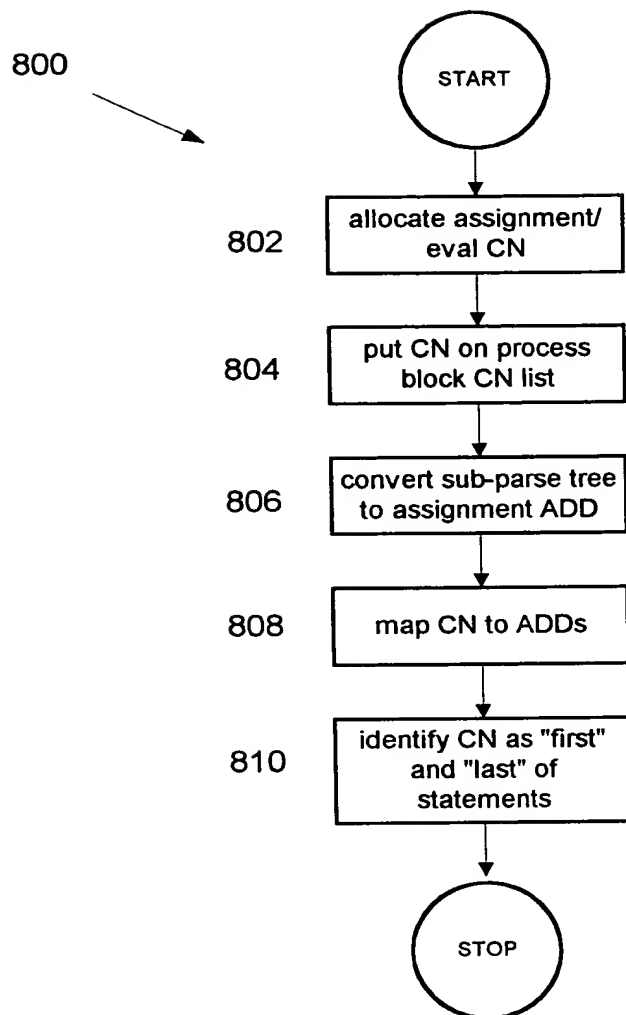 800
START
802
allocate assignment/
eval CN
804
put CN on process
block CN list
806
convert sub-parse tree
to assignment ADD
808
map CN to ADDs
810
identify CN as "first"
and "last" of
statements
STOP